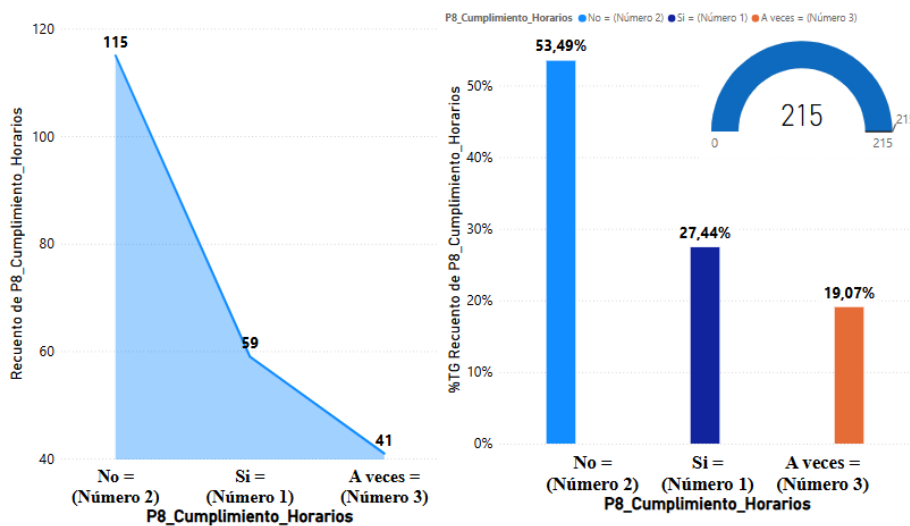 Recuento de P8_Cumplimiento_Horarios
120
100
80
60
40
115
59
41
No =
(Número 2)
Si =
(Número 1)
A veces =
(Número 3)
P8_Cumplimiento_Horarios
P8_Cumplimiento_Horarios No = (Número 2) Si = (Número 1) A veces = (Número 3)
%TG Recuento de P8_Cumplimiento_Horarios
50%
40%
30%
20%
10%
0%
53,49%
27,44%
19,07%
215
0
215
215
No =
(Número 2)
Si =
(Número 1)
A veces =
(Número 3)
P8_Cumplimiento_Horarios